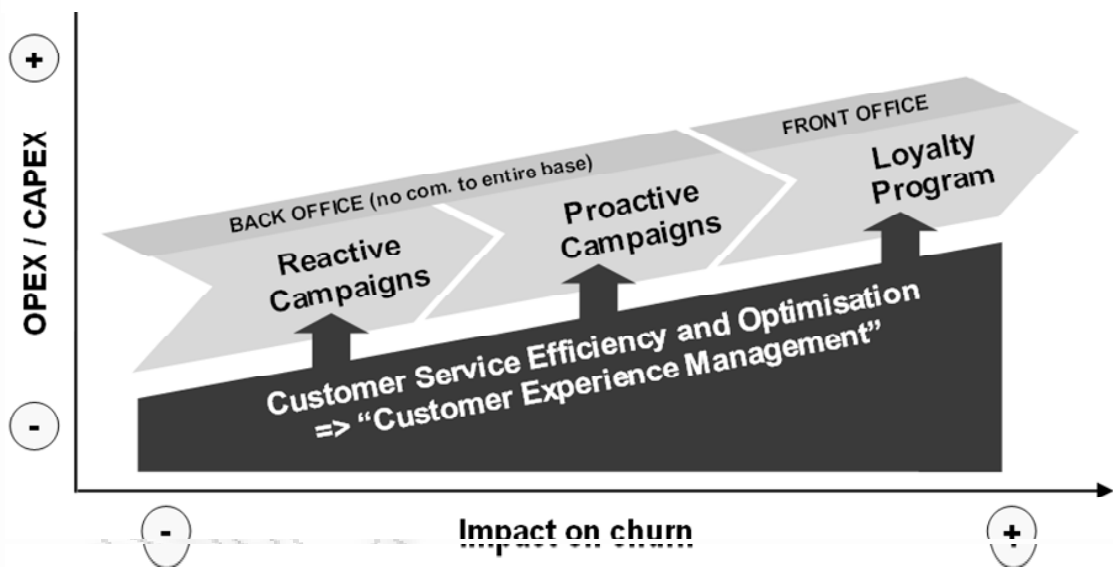 +
OPEX / CAPEX
-
BACK OFFICE (no com. to entire base)
FRONT OFFICE
Reactive
Campaigns
Proactive
Campaigns
Loyalty
Program
Customer Service Efficiency and Optimisation
=> “Customer Experience Management”
-
Impact on churn
+